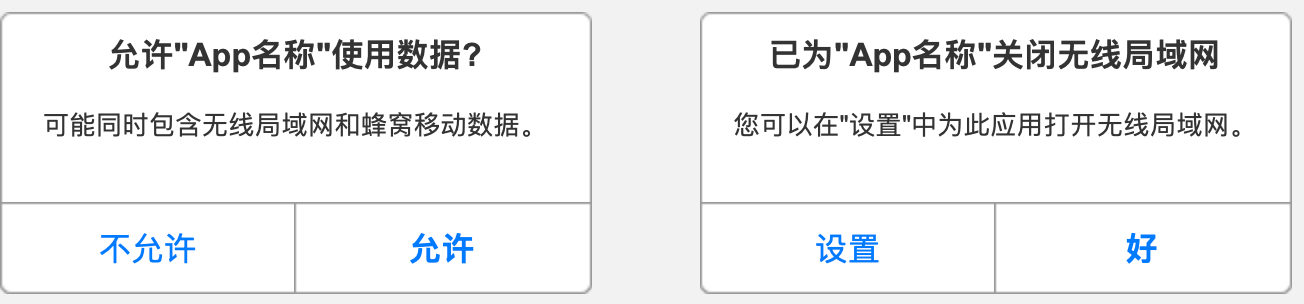 允许"App名称"使用数据?
可能同时包含无线局域网和蜂窝移动数据。
不允许
允许
已为"App名称"关闭无线局域网
您可以在"设置"中为此应用打开无线局域网。
设置
好